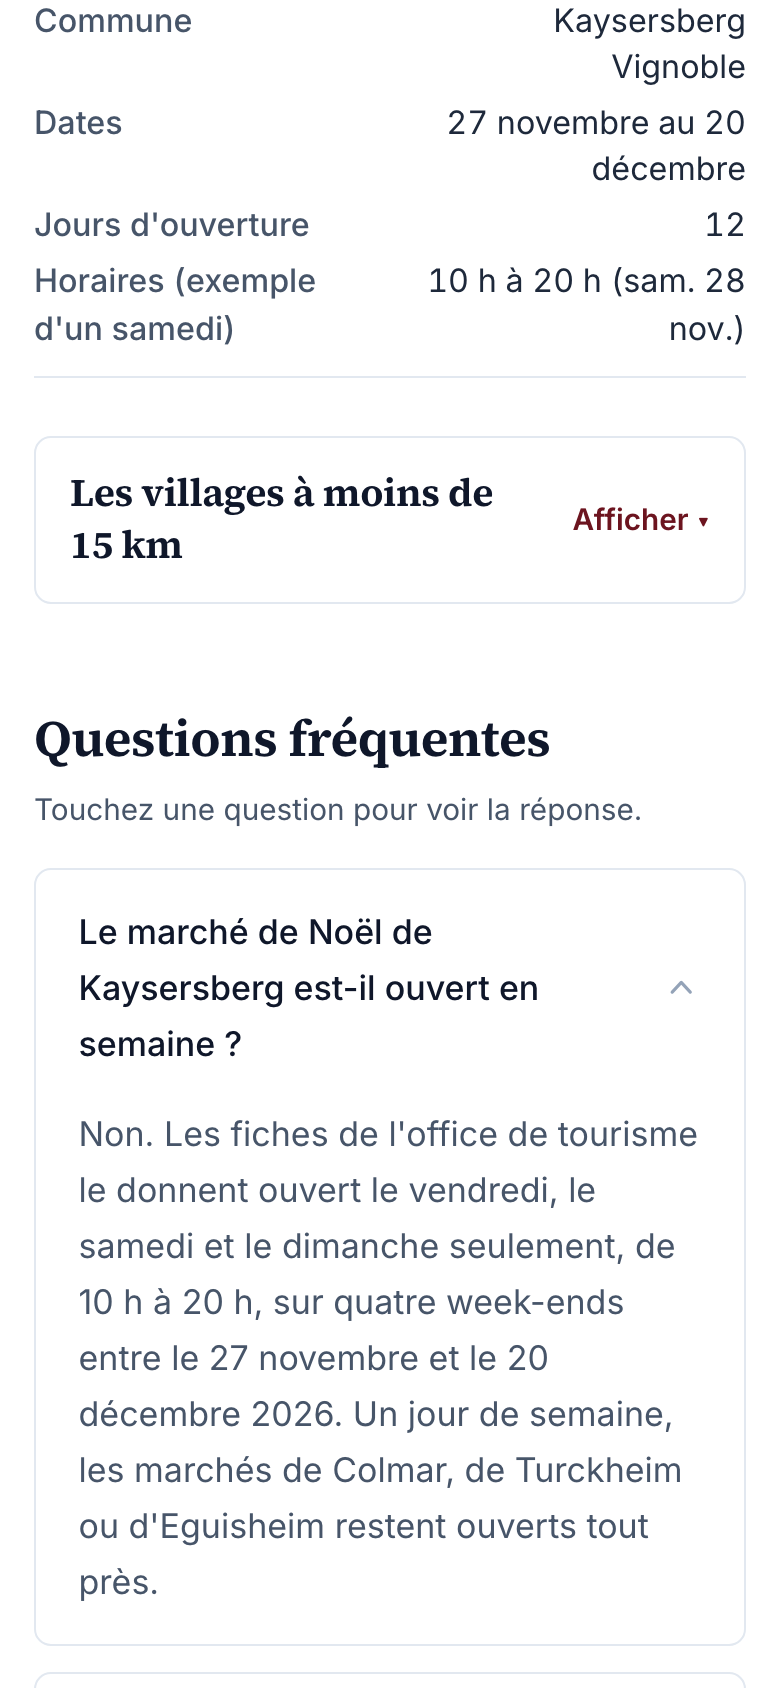 Commune
Kaysersberg
Vignoble
Dates
27 novembre au 20
décembre
Jours d'ouverture
12
Horaires (exemple
d'un samedi)
10 h à 20 h (sam. 28
nov.)
Les villages à moins de
15 km
Afficher ▾
Questions fréquentes
Touchez une question pour voir la réponse.
Le marché de Noël de
Kaysersberg est-il ouvert en
semaine ?
Non. Les fiches de l'office de tourisme
le donnent ouvert le vendredi, le
samedi et le dimanche seulement, de
10 h à 20 h, sur quatre week-ends
entre le 27 novembre et le 20
décembre 2026. Un jour de semaine,
les marchés de Colmar, de Turckheim
ou d'Eguisheim restent ouverts tout
près.